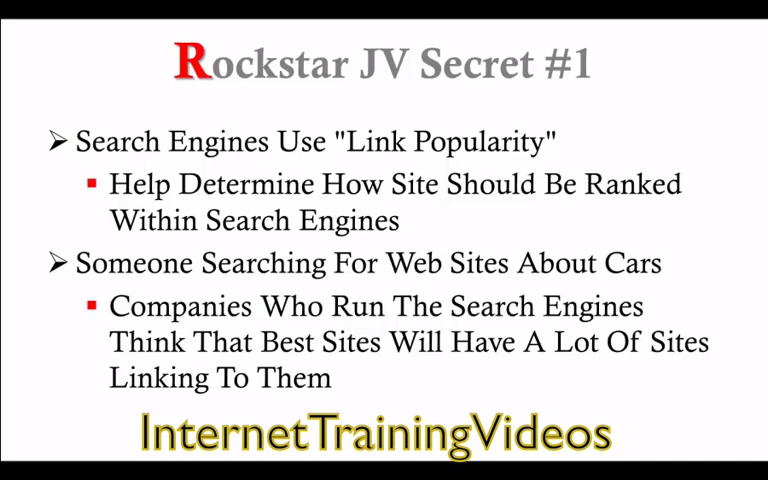 Rockstar JV Secret #1
Search Engines Use "Link Popularity"
Help Determine How Site Should Be Ranked
Within Search Engines
Someone Searching For Web Sites About Cars
Companies Who Run The Search Engines
Think That Best Sites Will Have A Lot Of Sites
Linking To Them
InternetTrainingVideos